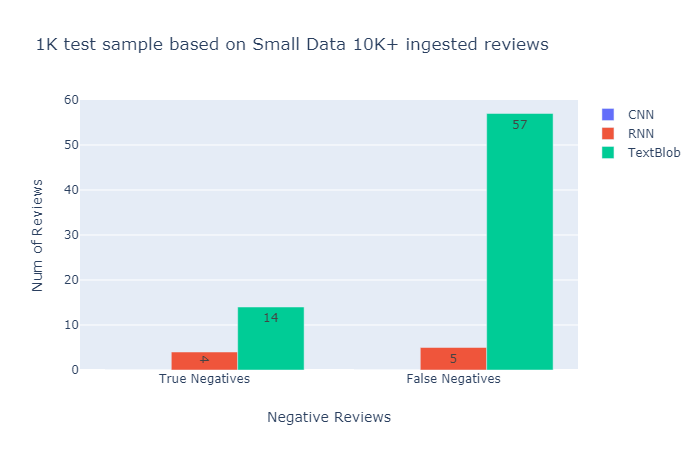 1K test sample based on Small Data 10K+ ingested reviews
CNN
RNN
TextBlob
Num of Reviews
60
50
40
30
20
10
0
4
14
5
57
True Negatives
False Negatives
Negative Reviews